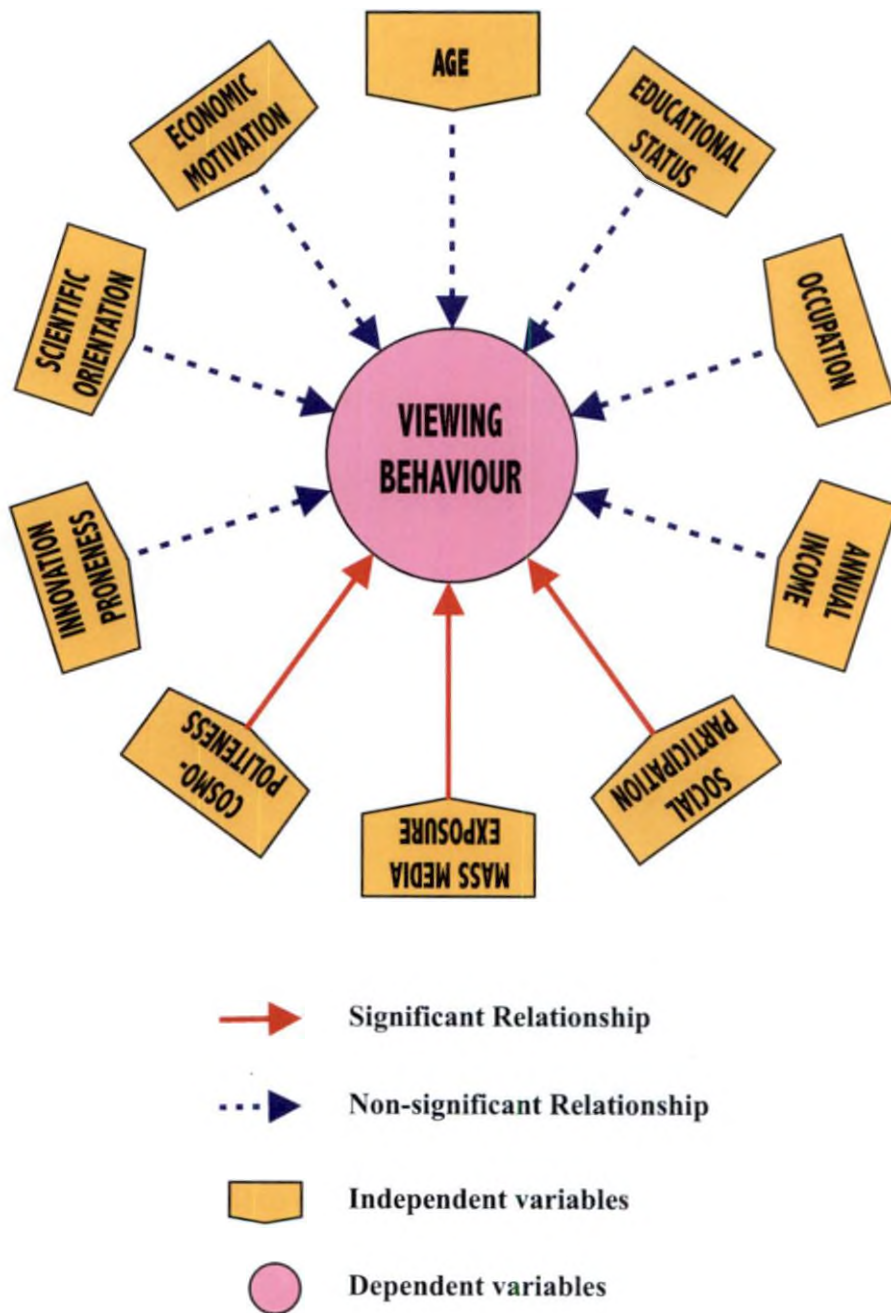 AGE
EDUCATIONAL
STATUS
OCCUPATION
ANNUAL
INCOME
SOCIAL
PARTICIPATION
MASS MEDIA
EXPOSURE
COSMO-
POLITENESS
INNOVATION
PRONENESS
SCIENTIFIC
ORIENTATION
ECONOMIC
MOTIVATION
VIEWING
BEHAVIOUR
Significant Relationship
Non-significant Relationship
Independent variables
Dependent variables